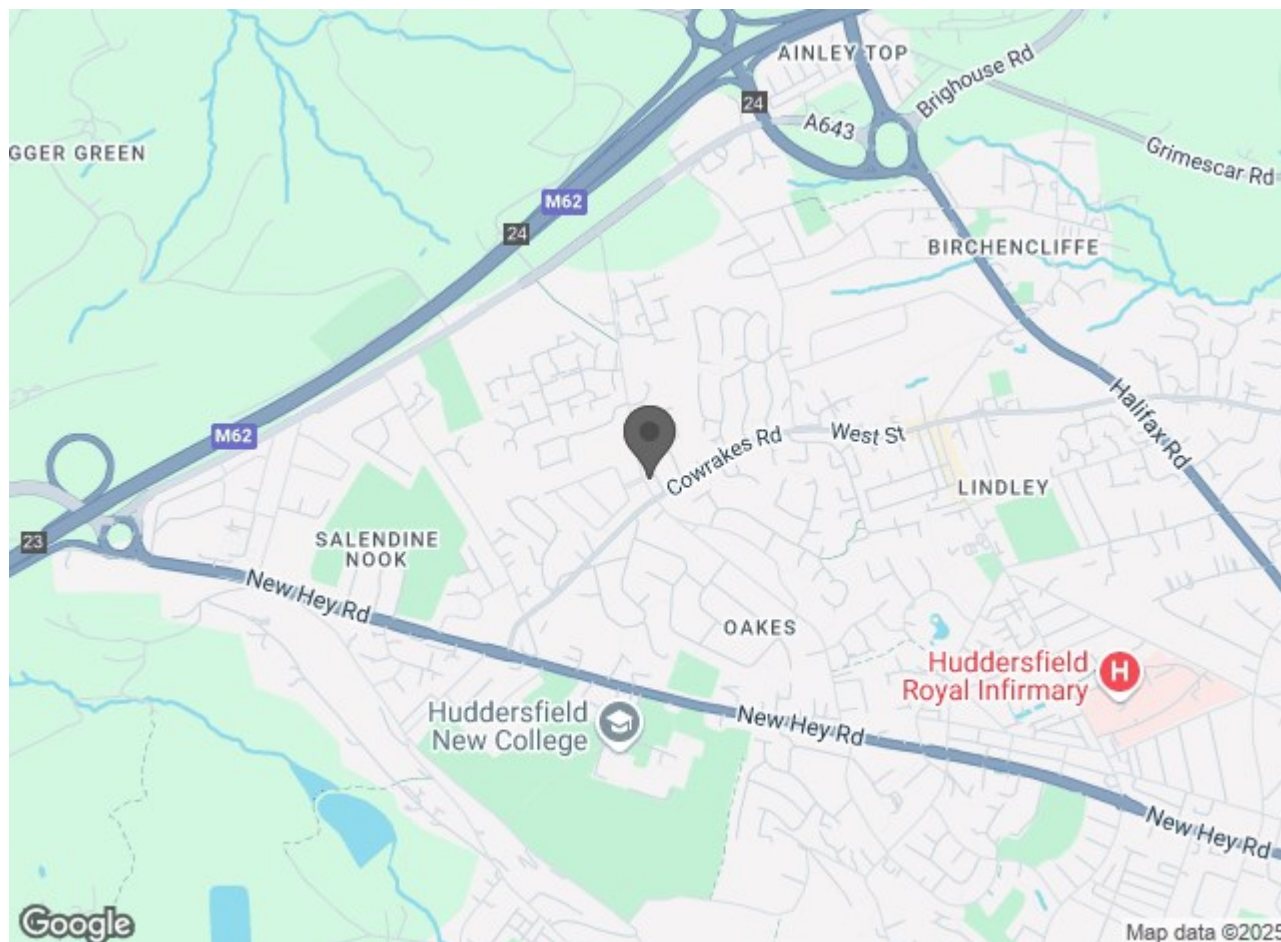 AINLEY TOP
Brighouse Rd
24
A643
Grimescar Rd
GGER GREEN
M62
24
BIRCHENCLIFFE
Halifax Rd
M62
West St
Cowrakes Rd
LINDLEY
23
SALENDINE
NOOK
New Hey Rd
OAKES
Huddersfield
Royal Infirmary
H
Huddersfield
New College
New Hey Rd
New Hey Rd
Google
Map data ©2025